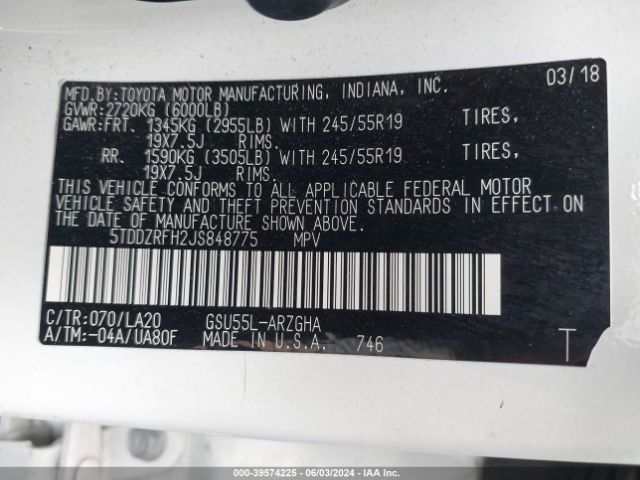 MFD.BY:TOYOTA MOTOR MANUFACTURING, INDIANA, INC. 03/18
GVWR:2720KG (6000LB)
GAWR:FRT. 1345KG (2955LB) WITH 245/55R19 TIRES,
19X7.5J RIMS.
RR. 1590KG (3505LB) WITH 245/55R19 TIRES,
19X7.5J RIMS.
THIS VEHICLE CONFORMS TO ALL APPLICABLE FEDERAL MOTOR
VEHICLE SAFETY AND THEFT PREVENTION STANDARDS IN EFFECT ON
THE DATE OF MANUFACTURE SHOWN ABOVE.
5TDDZRFH2JS848775 MPV
C/TR:070/LA20 GSU55L-ARZGHA
A/TM:-04A/UA80F MADE IN U.S.A. 746 T
000-39574225 - 06/03/2024 - IAA Inc.